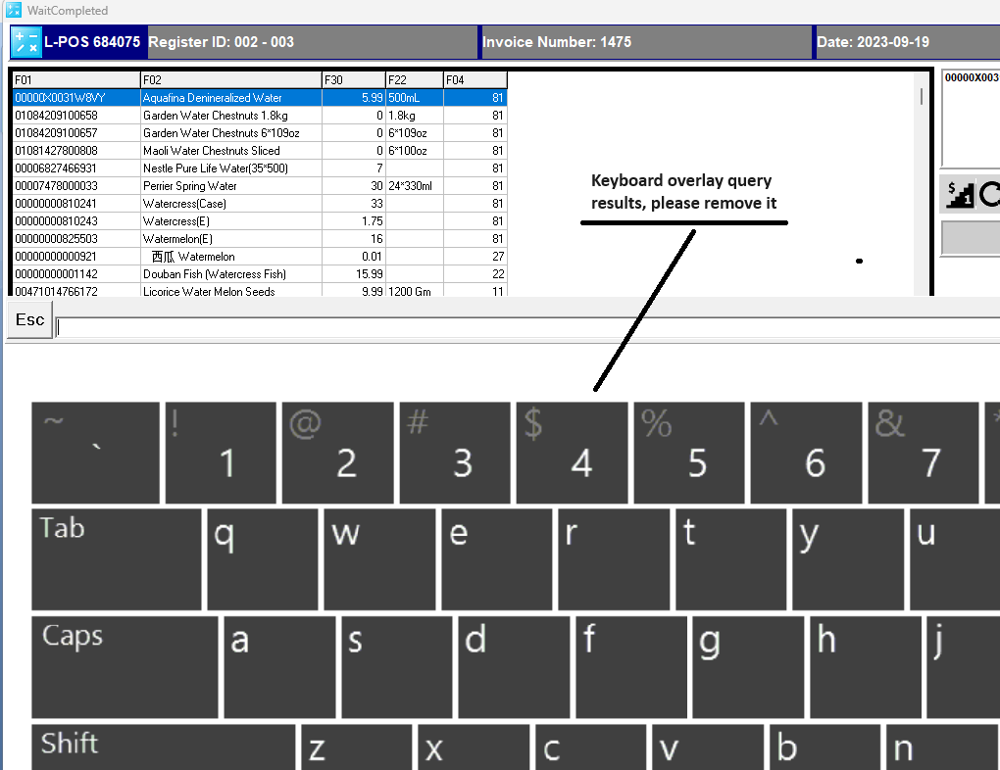 WaitCompleted
L-POS 684075 Register ID: 002 - 003 Invoice Number: 1475 Date: 2023-09-19
F01 F02 F30 F22 F04
00000X0031W8VY Aquafina Denineralized Water 5.99 500mL 81
01084209100658 Garden Water Chestnuts 1.8kg 0 1.8kg 81
01084209100657 Garden Water Chestnuts 6*109oz 0 6*109oz 81
01081427800808 Maoli Water Chestnuts Sliced 0 6*100oz 81
00006827466931 Nestle Pure Life Water(35*500) 7 81
00007478000033 Perrier Spring Water 30 24*330ml 81
00000000810241 Watercress(Case) 33 81
00000000810243 Watercress(E) 1.75 81
00000000825503 Watermelon(E) 16 81
00000000000921 西瓜 Watermelon 0.01 27
00000000001142 Douban Fish (Watercress Fish) 15.99 22
00471014766172 Licorice Water Melon Seeds 9.99 1200 Gm 11
00000X003
$ 1
Keyboard overlay query
results, please remove it
Esc
~ ! @ # $ % ^ &
` 1 2 3 4 5 6 7
Tab q w e r t y u
Caps a s d f g h j
Shift z x c v b n